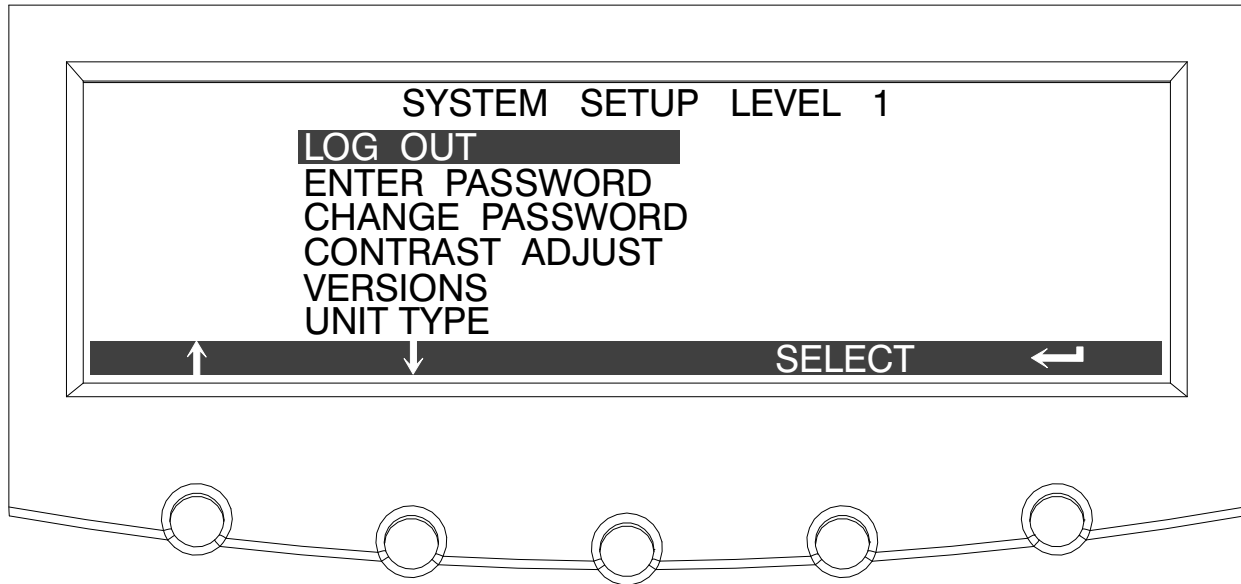 SYSTEM SETUP LEVEL 1
LOG OUT
ENTER PASSWORD
CHANGE PASSWORD
CONTRAST ADJUST
VERSIONS
UNIT TYPE
SELECT